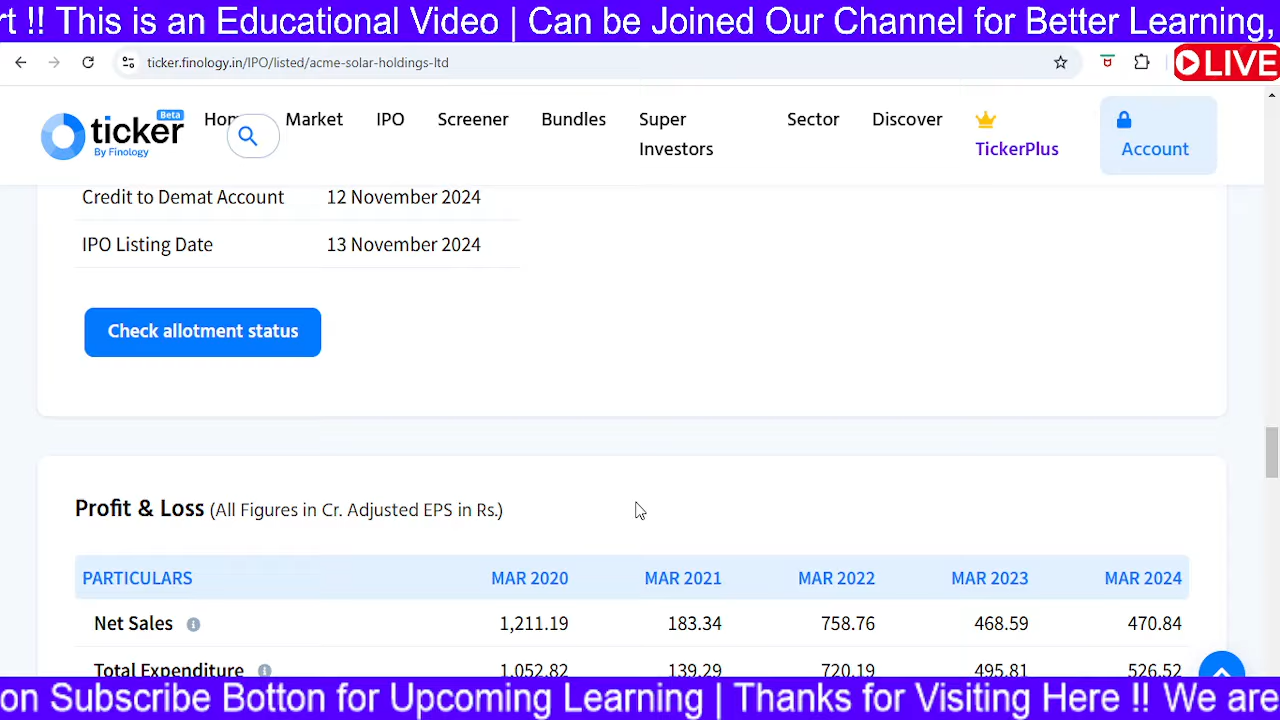 rt !! This is an Educational Video | Can be Joined Our Channel for Better Learning,
ticker.finology.in/IPO/listed/acme-solar-holdings-ltd
LIVE
ticker Beta
By Finology
Market IPO Screener Bundles Super Investors Sector Discover TickerPlus Account
Credit to Demat Account 12 November 2024
IPO Listing Date 13 November 2024
Check allotment status
Profit & Loss (All Figures in Cr. Adjusted EPS in Rs.)
PARTICULARS MAR 2020 MAR 2021 MAR 2022 MAR 2023 MAR 2024
Net Sales 1,211.19 183.34 758.76 468.59 470.84
Total Expenditure 1,052.82 139.29 720.19 495.81 526.52
on Subscribe Botton for Upcoming Learning | Thanks for Visiting Here !! We are